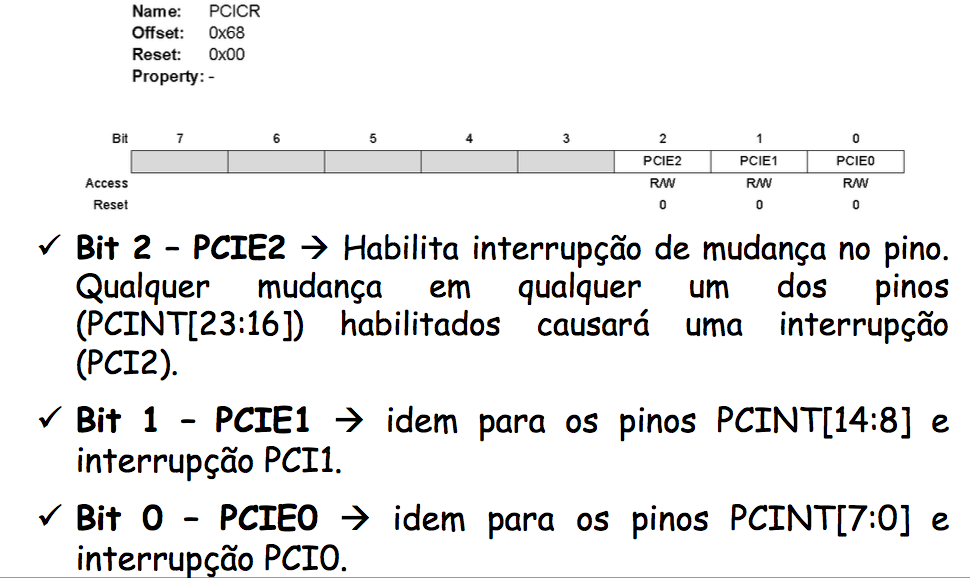 Name: PCICR
Offset: 0x68
Reset: 0x00
Property: -
Bit 7 6 5 4 3 2 1 0
PCIE2 PCIE1 PCIE0
Access R/W R/W R/W
Reset 0 0 0
✓ Bit 2 – PCIE2 → Habilita interrupção de mudança no pino.
Qualquer mudança em qualquer um dos pinos
(PCINT[23:16]) habilitados causará uma interrupção
(PCI2).
✓ Bit 1 – PCIE1 → idem para os pinos PCINT[14:8] e
interrupção PCI1.
✓ Bit 0 – PCIE0 → idem para os pinos PCINT[7:0] e
interrupção PCI0.